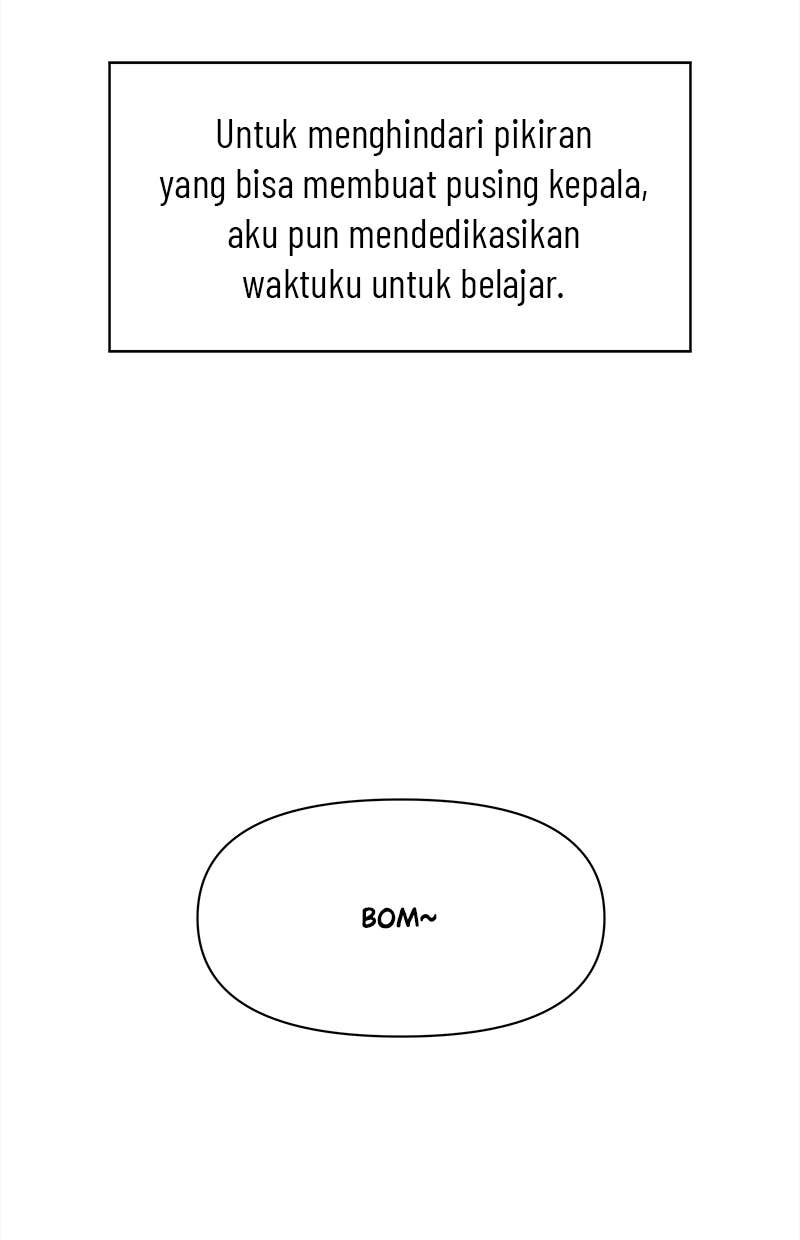 Untuk menghindari pikiran
yang bisa membuat pusing kepala,
aku pun mendedikasikan
waktuku untuk belajar.
BOM~